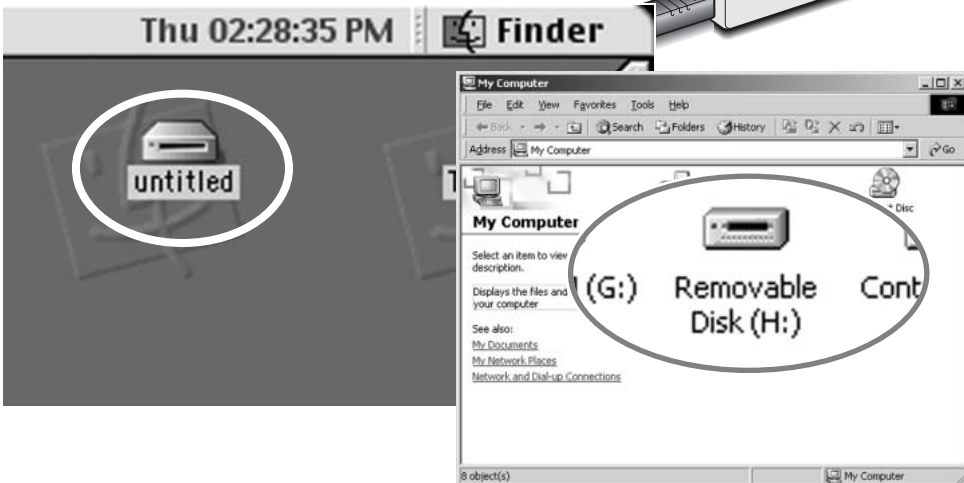 Thu 02:28:35 PM Finder
untitled
My Computer
File Edit View Favorites Tools Help
Back Search Folders History
Address My Computer Go
My Computer
Disc
Select an item to view
description.
Displays the files and
your computer
See also:
My Documents
My Network Places
Network and Dial-up Connections
(G:)
Removable
Disk (H:)
Cont
8 object(s) My Computer